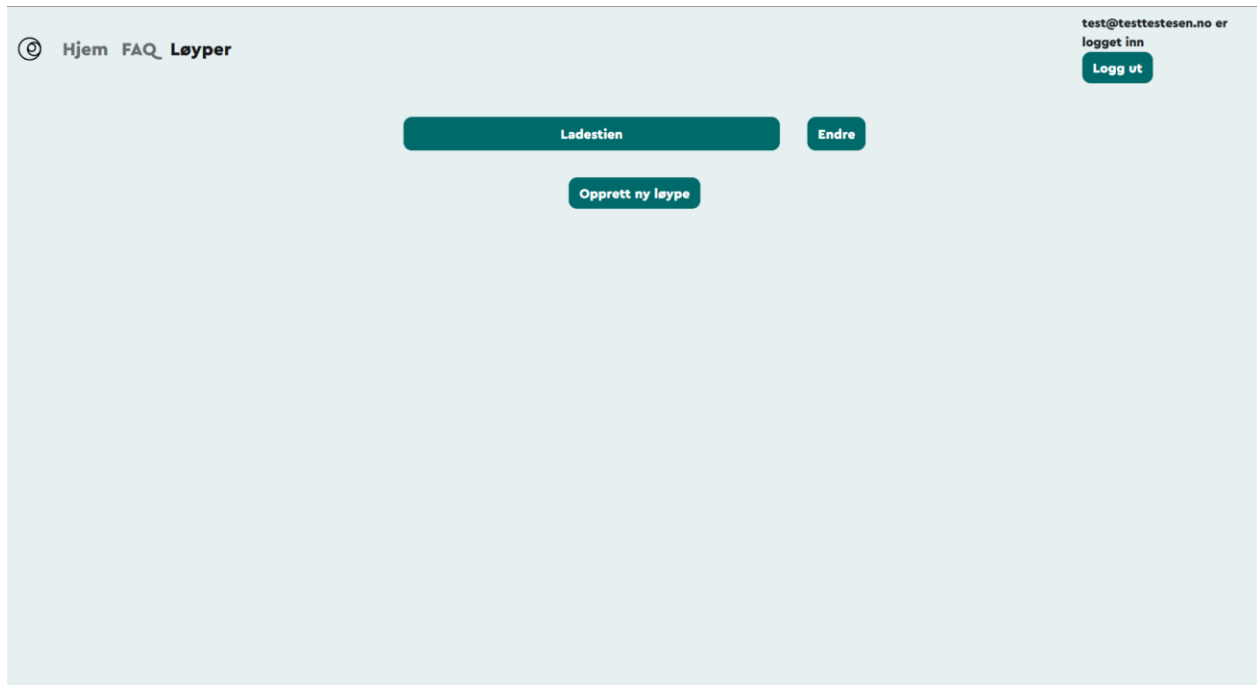 Hjem FAQ Løyper
test@testtestesen.no er
logget inn
Logg ut
Ladestien
Endre
Opprett ny løype